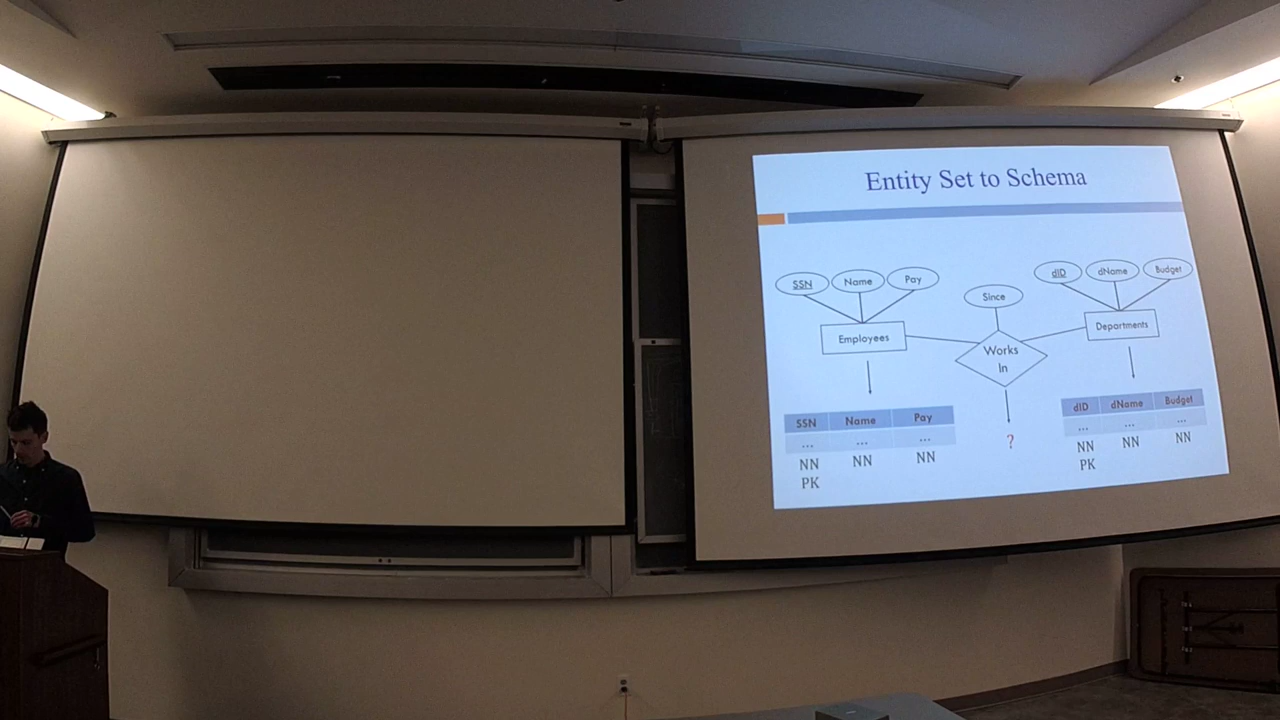 Entity Set to Schema
SSN Name Pay
Since
dID dName Budget
Employees
Works
In
Departments
SSN Name Pay
... ... ...
NN NN NN
PK
?
dID dName Budget
... ... ...
NN NN NN
PK